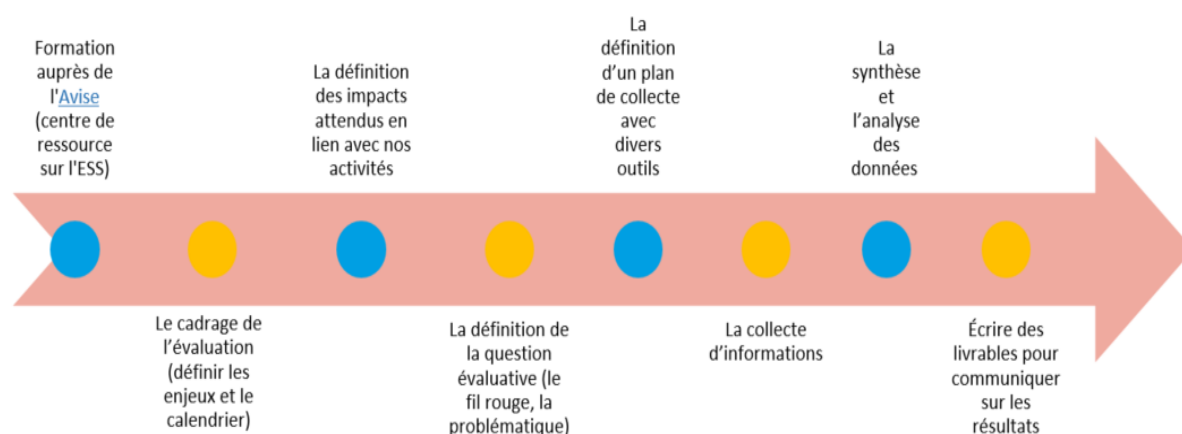 Formation
auprès de
l'Avise
(centre de
ressource
sur l'ESS)
Le cadrage de
l'évaluation
(définir les
enjeux et le
calendrier)
La définition
des impacts
attendus en
lien avec nos
activités
La définition de
la question
évaluative (le
fil rouge, la
problématique)
La
définition
d'un plan
de collecte
avec
divers
outils
La collecte
d'informations
La
synthèse
et
l'analyse
des
données
Écrire des
livrables pour
communiquer
sur les
résultats